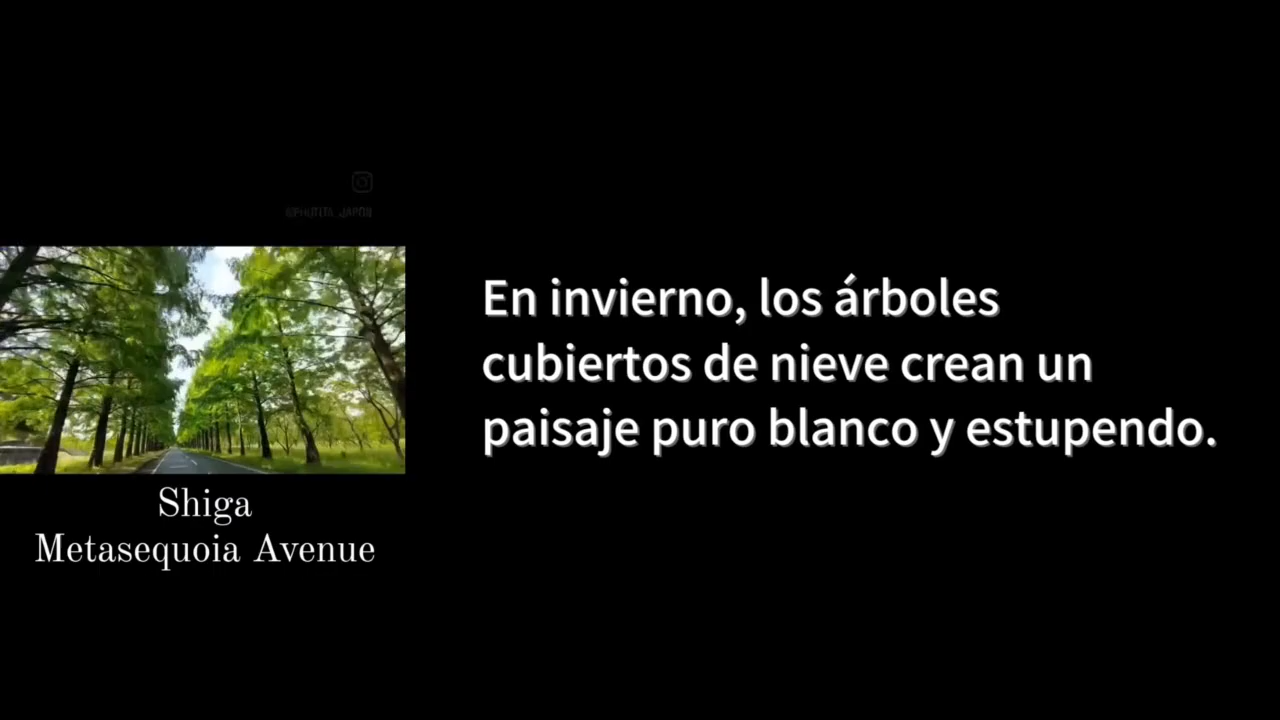 Shiga
Metasequoia Avenue
En invierno, los árboles
cubiertos de nieve crean un
paisaje puro blanco y estupendo.